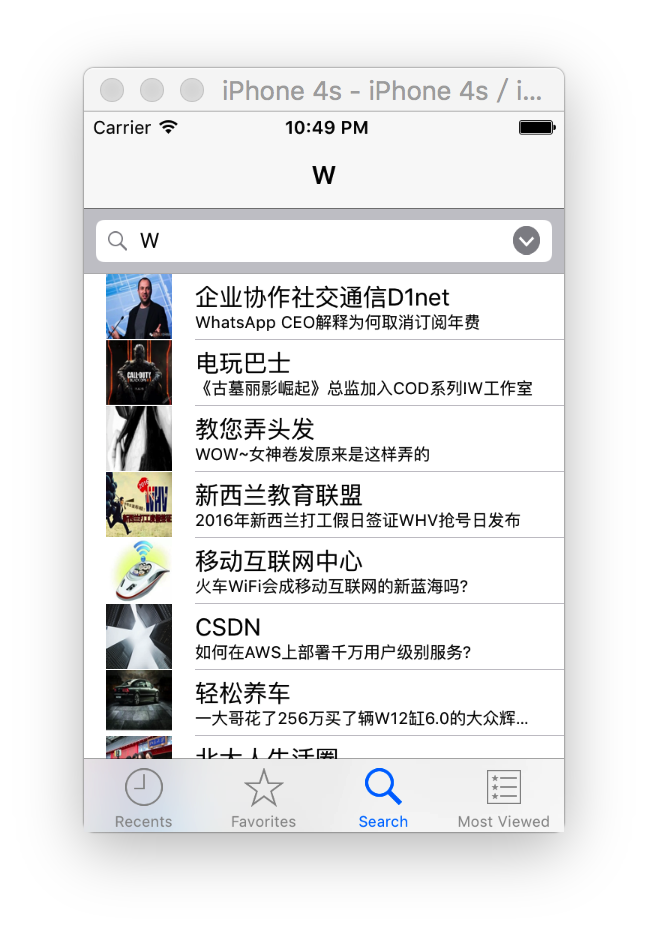 iPhone 4s - iPhone 4s / i...
Carrier 10:49 PM
W
W
企业协作社交通信D1net
WhatsApp CEO解释为何取消订阅年费
CALL·DUTY
电玩巴士
《古墓丽影崛起》总监加入COD系列IW工作室
教您弄头发
WOW~女神卷发原来是这样弄的
WHV
新西兰教育联盟
2016年新西兰打工假日签证WHV抢号日发布
移动互联网中心
火车WiFi会成移动互联网的新蓝海吗?
CSDN
如何在AWS上部署千万用户级别服务?
轻松养车
一大哥花了256万买了辆W12缸6.0的大众辉...
北大人生活圈
Recents Favorites Search Most Viewed